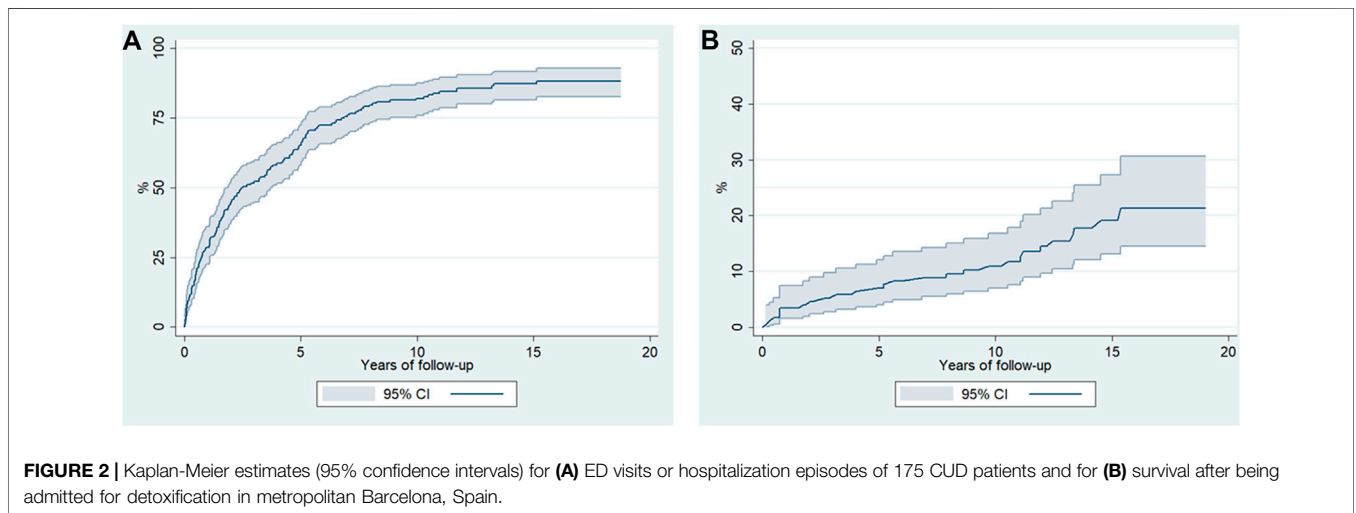 A
100
75
50
25
0
%
0 5 10 15 20
Years of follow-up
95% CI
B
50
40
30
20
10
0
%
0 5 10 15 20
Years of follow-up
95% CI
FIGURE 2 | Kaplan-Meier estimates (95% confidence intervals) for (A) ED visits or hospitalization episodes of 175 CUD patients and for (B) survival after being
admitted for detoxification in metropolitan Barcelona, Spain.